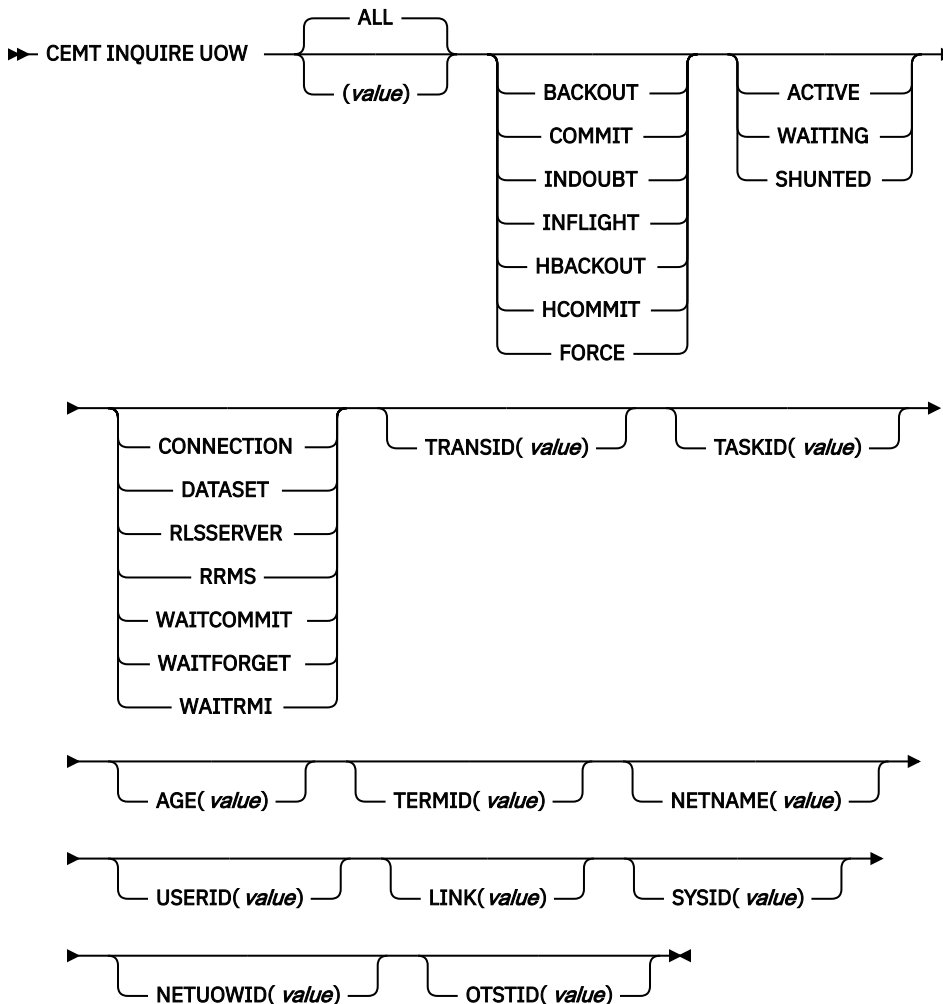 ALL
CEMT INQUIRE UOW
(value)
BACKOUT
COMMIT
INDOUBT
INFLIGHT
HBACKOUT
HCOMMIT
FORCE
ACTIVE
WAITING
SHUNTED
CONNECTION
DATASET
RLSSERVER
RRMS
WAITCOMMIT
WAITFORGET
WAITRMI
TRANSID( value)
TASKID( value)
AGE( value)
TERMID( value)
NETNAME( value)
USERID( value)
LINK( value)
SYSID( value)
NETUOWID( value)
OTSTID( value)